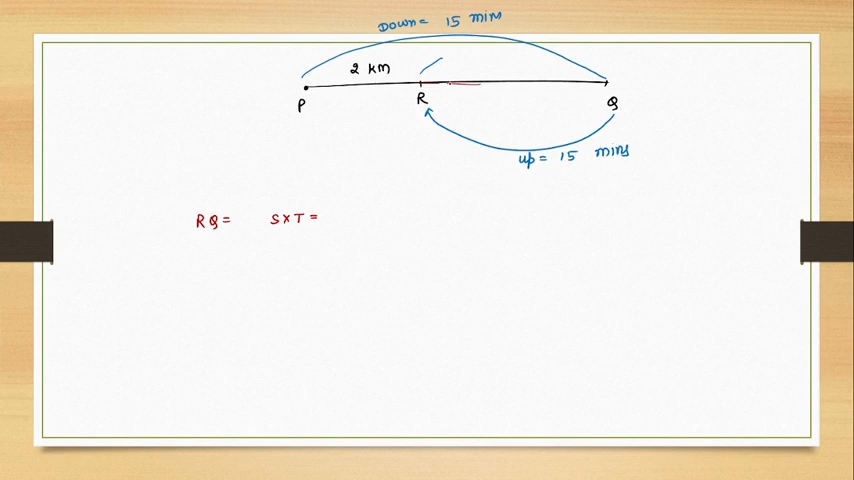 Down= 15 mins
2 km
P R Q
up= 15 mins
RQ= S×T=